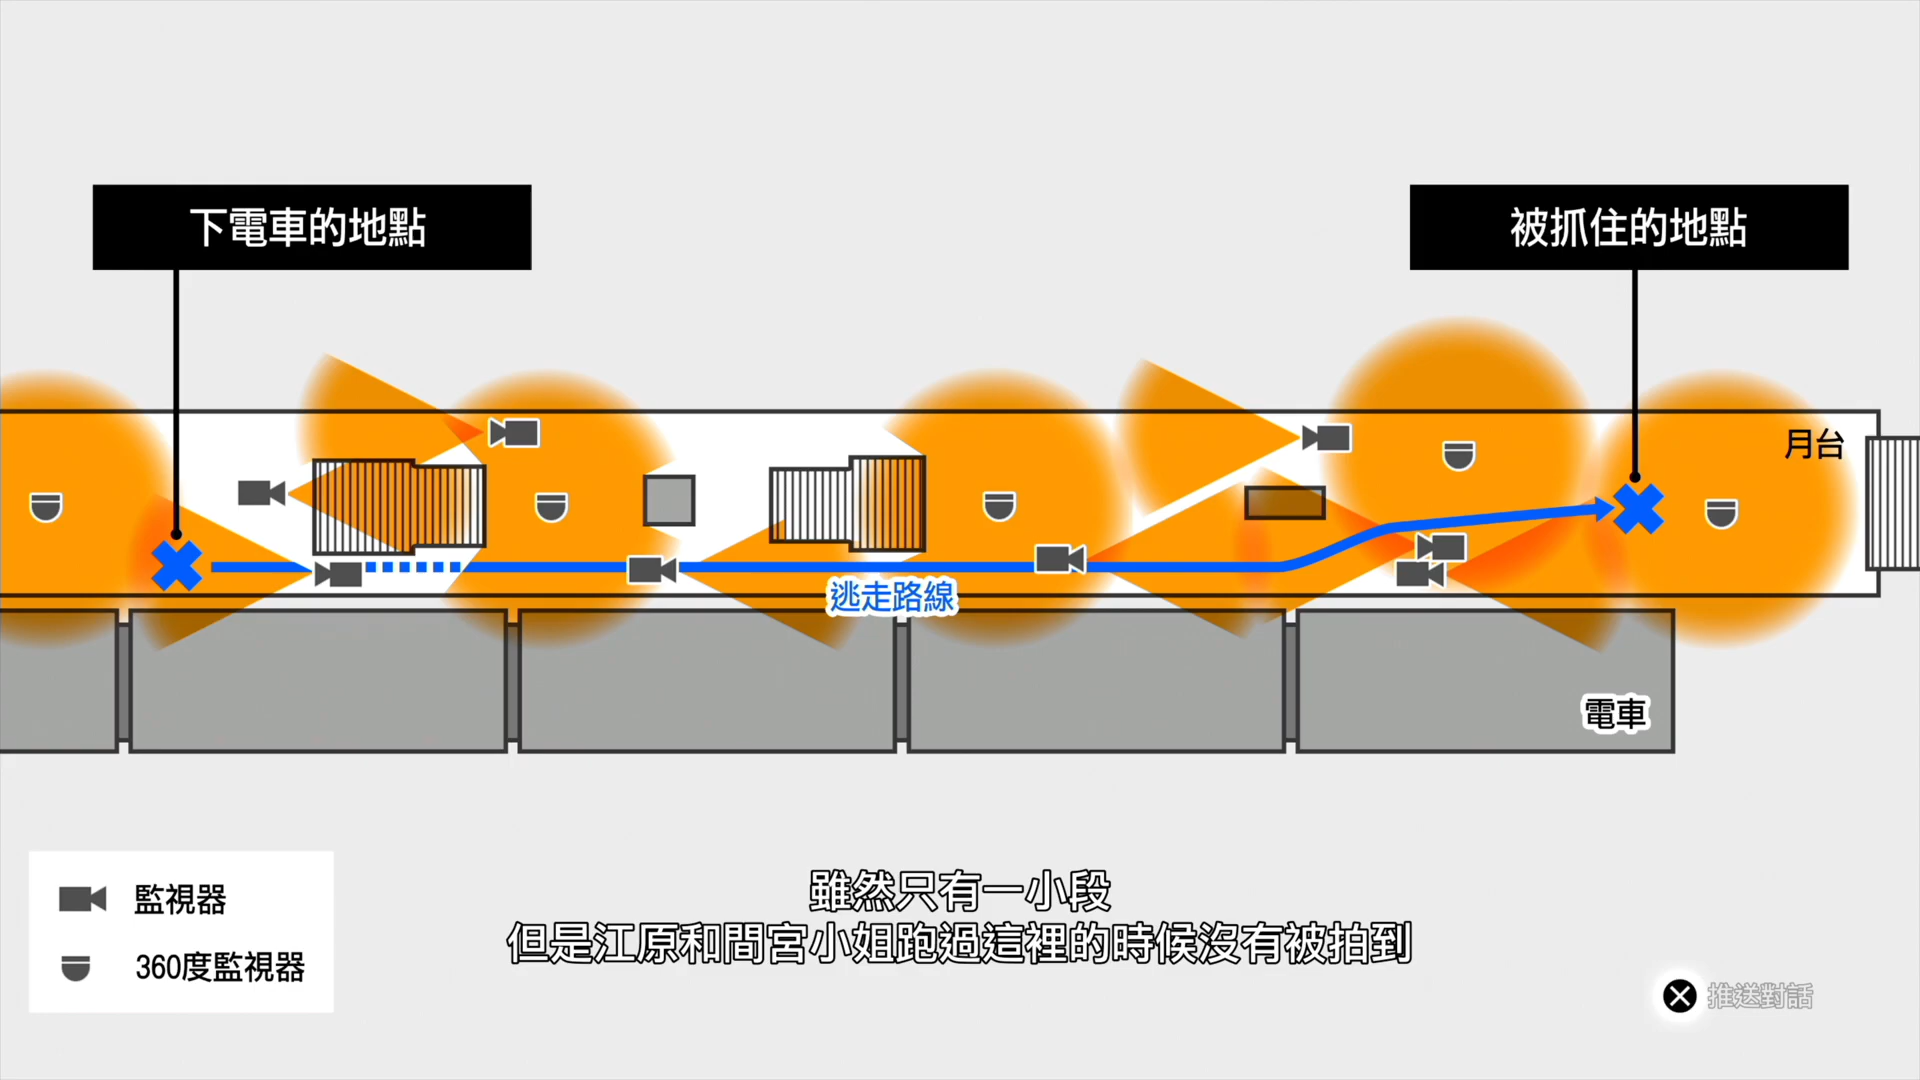 下電車的地點
被抓住的地點
月台
逃走路線
電車
監視器
360度監視器
雖然只有一小段
但是江原和間宮小姐跑過這裡的時候沒有被拍到
推送對話